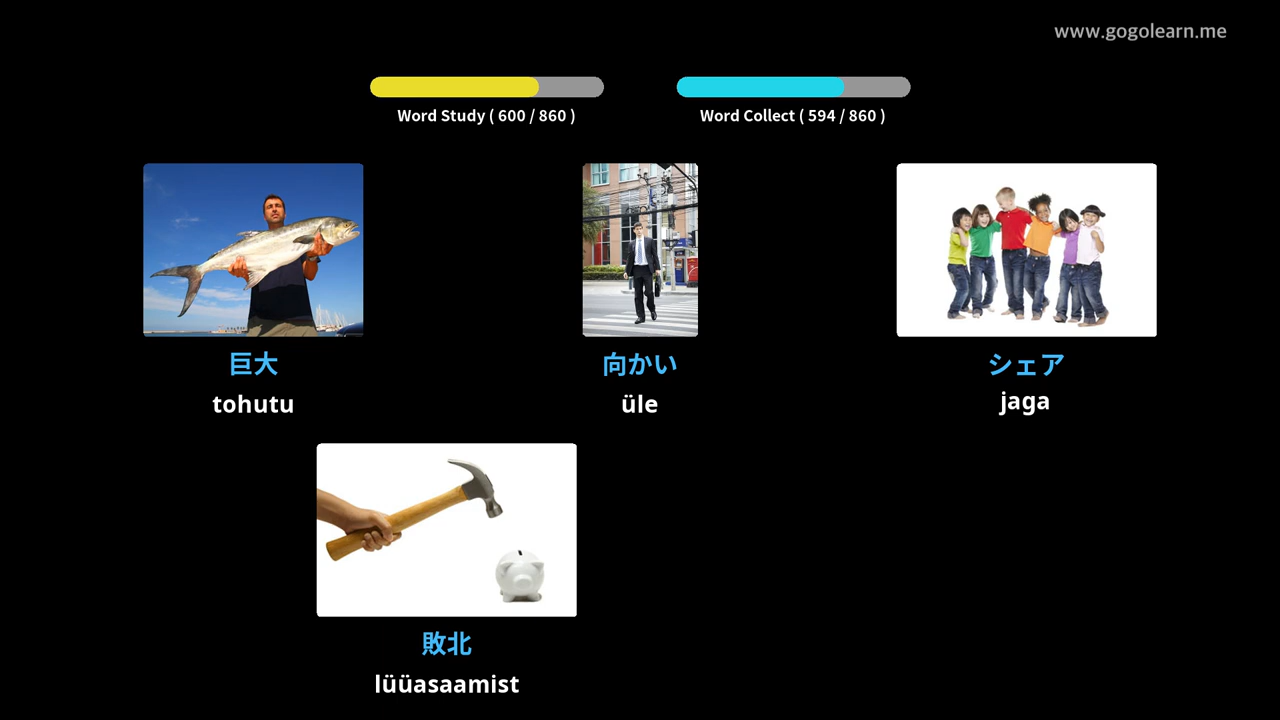 www.gogolearn.me
Word Study ( 600 / 860 )
Word Collect ( 594 / 860 )
巨大
tohutu
向かい
üle
シェア
jaga
敗北
lüüasaamist